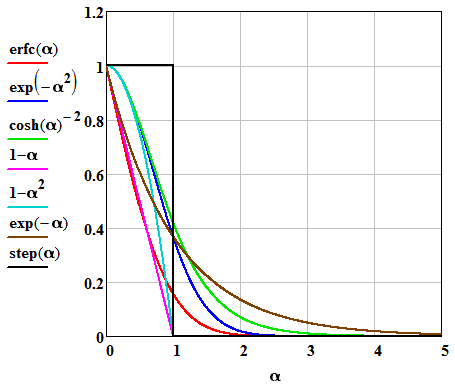 1.2
erfc(α)
1
exp(−α²)
0.8
cosh(α)⁻²
1−α
0.6
1−α²
exp(−α)
0.4
step(α)
0.2
0
0 1 2 3 4 5
α